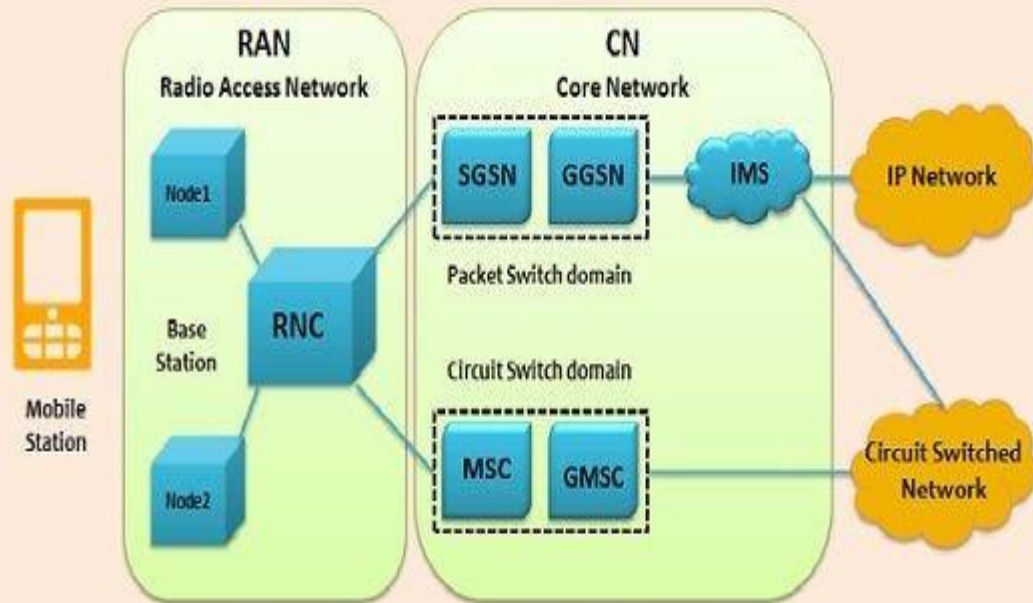 RAN
Radio Access Network
Node1
RNC
Base
Station
Node2
Mobile
Station
CN
Core Network
SGSN
GGSN
IMS
Packet Switch domain
Circuit Switch domain
MSC
GMSC
IP Network
Circuit Switched
Network